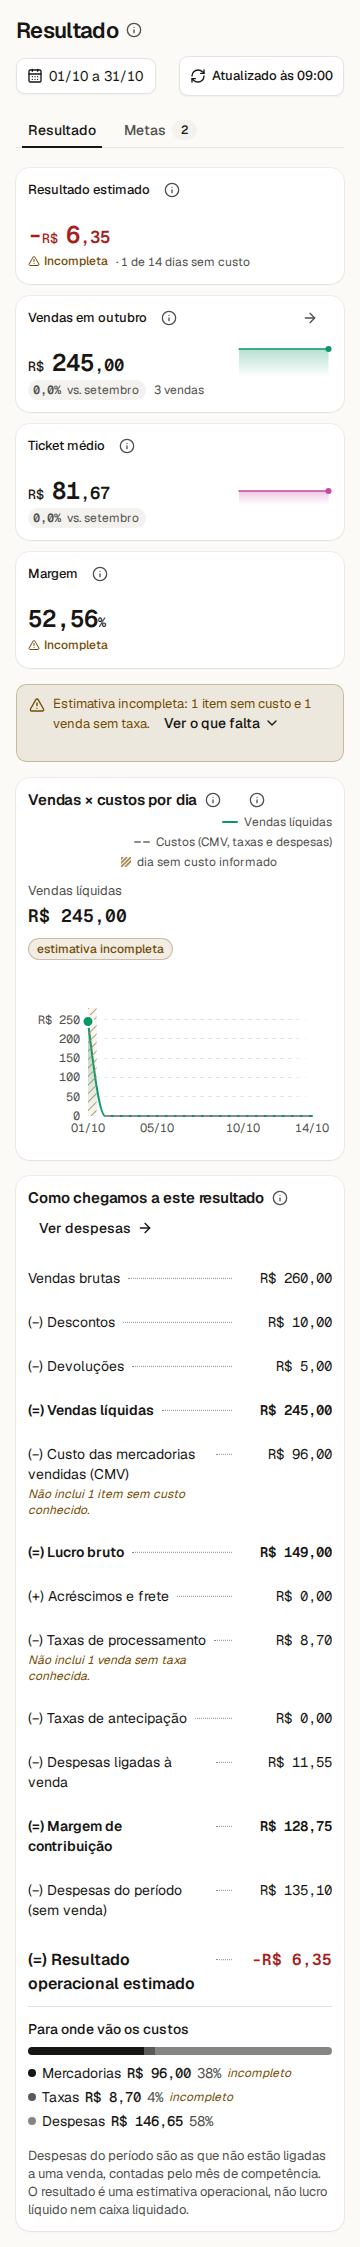 Resultado
01/10 a 31/10
Atualizado às 09:00
Resultado
Metas 2
Resultado estimado
-R$ 6,35
Incompleta · 1 de 14 dias sem custo
Vendas em outubro
R$ 245,00
0,0% vs. setembro 3 vendas
Ticket médio
R$ 81,67
0,0% vs. setembro
Margem
52,56%
Incompleta
Estimativa incompleta: 1 item sem custo e 1
venda sem taxa. Ver o que falta
Vendas × custos por dia
Vendas líquidas
Custos (CMV, taxas e despesas)
dia sem custo informado
Vendas líquidas
R$ 245,00
estimativa incompleta
R$ 250
200
150
100
50
0
01/10 05/10 10/10 14/10
Como chegamos a este resultado
Ver despesas
Vendas brutas R$ 260,00
(−) Descontos R$ 10,00
(−) Devoluções R$ 5,00
(=) Vendas líquidas R$ 245,00
(−) Custo das mercadorias R$ 96,00
vendidas (CMV)
Não inclui 1 item sem custo
conhecido.
(=) Lucro bruto R$ 149,00
(+) Acréscimos e frete R$ 0,00
(−) Taxas de processamento R$ 8,70
Não inclui 1 venda sem taxa
conhecida.
(−) Taxas de antecipação R$ 0,00
(−) Despesas ligadas à R$ 11,55
venda
(=) Margem de R$ 128,75
contribuição
(−) Despesas do período R$ 135,10
(sem venda)
(=) Resultado -R$ 6,35
operacional estimado
Para onde vão os custos
Mercadorias R$ 96,00 38% incompleto
Taxas R$ 8,70 4% incompleto
Despesas R$ 146,65 58%
Despesas do período são as que não estão ligadas
a uma venda, contadas pelo mês de competência.
O resultado é uma estimativa operacional, não lucro
líquido nem caixa liquidado.